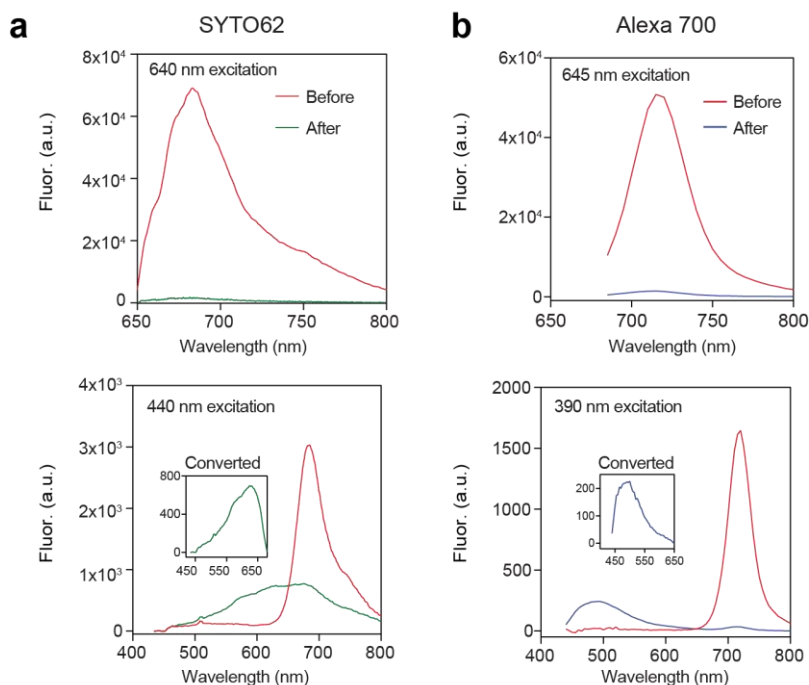 a
SYTO62
640 nm excitation
Before
After
Fluor. (a.u.)
8x10⁴
6x10⁴
4x10⁴
2x10⁴
0
650 700 750 800
Wavelength (nm)
b
Alexa 700
645 nm excitation
Before
After
Fluor. (a.u.)
6x10⁴
4x10⁴
2x10⁴
0
650 700 750 800
Wavelength (nm)
440 nm excitation
Fluor. (a.u.)
4x10³
3x10³
2x10³
1x10³
0
400 500 600 700 800
Wavelength (nm)
Converted
800
400
0
450 550 650
390 nm excitation
Fluor. (a.u.)
2000
1500
1000
500
0
400 500 600 700 800
Wavelength (nm)
Converted
200
100
0
450 550 650